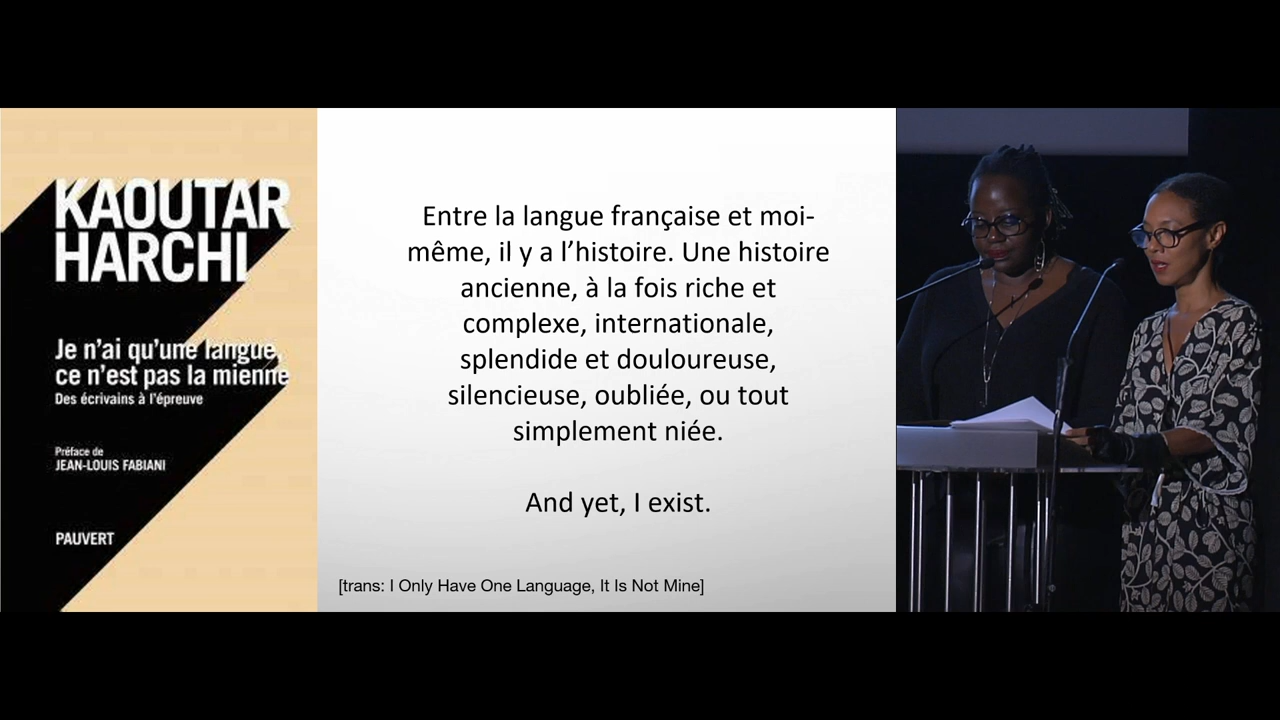 KAOUTAR
HARCHI
Je n'ai qu'une langue,
ce n'est pas la mienne
Des écrivains à l'épreuve
Préface de
JEAN-LOUIS FABIANI
PAUVERT
Entre la langue française et moi-
même, il y a l'histoire. Une histoire
ancienne, à la fois riche et
complexe, internationale,
splendide et douloureuse,
silencieuse, oubliée, ou tout
simplement niée.
And yet, I exist.
[trans: I Only Have One Language, It Is Not Mine]